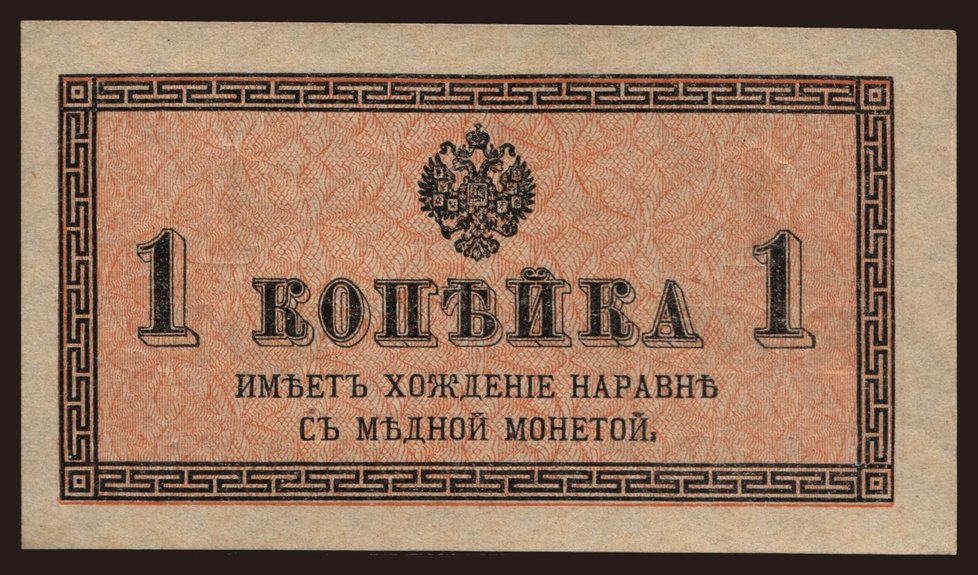 1 КОПѢЙКА 1
ИМѢЕТЪ ХОЖДЕНІЕ НАРАВНѢ
СЪ МѢДНОЙ МОНЕТОЙ.